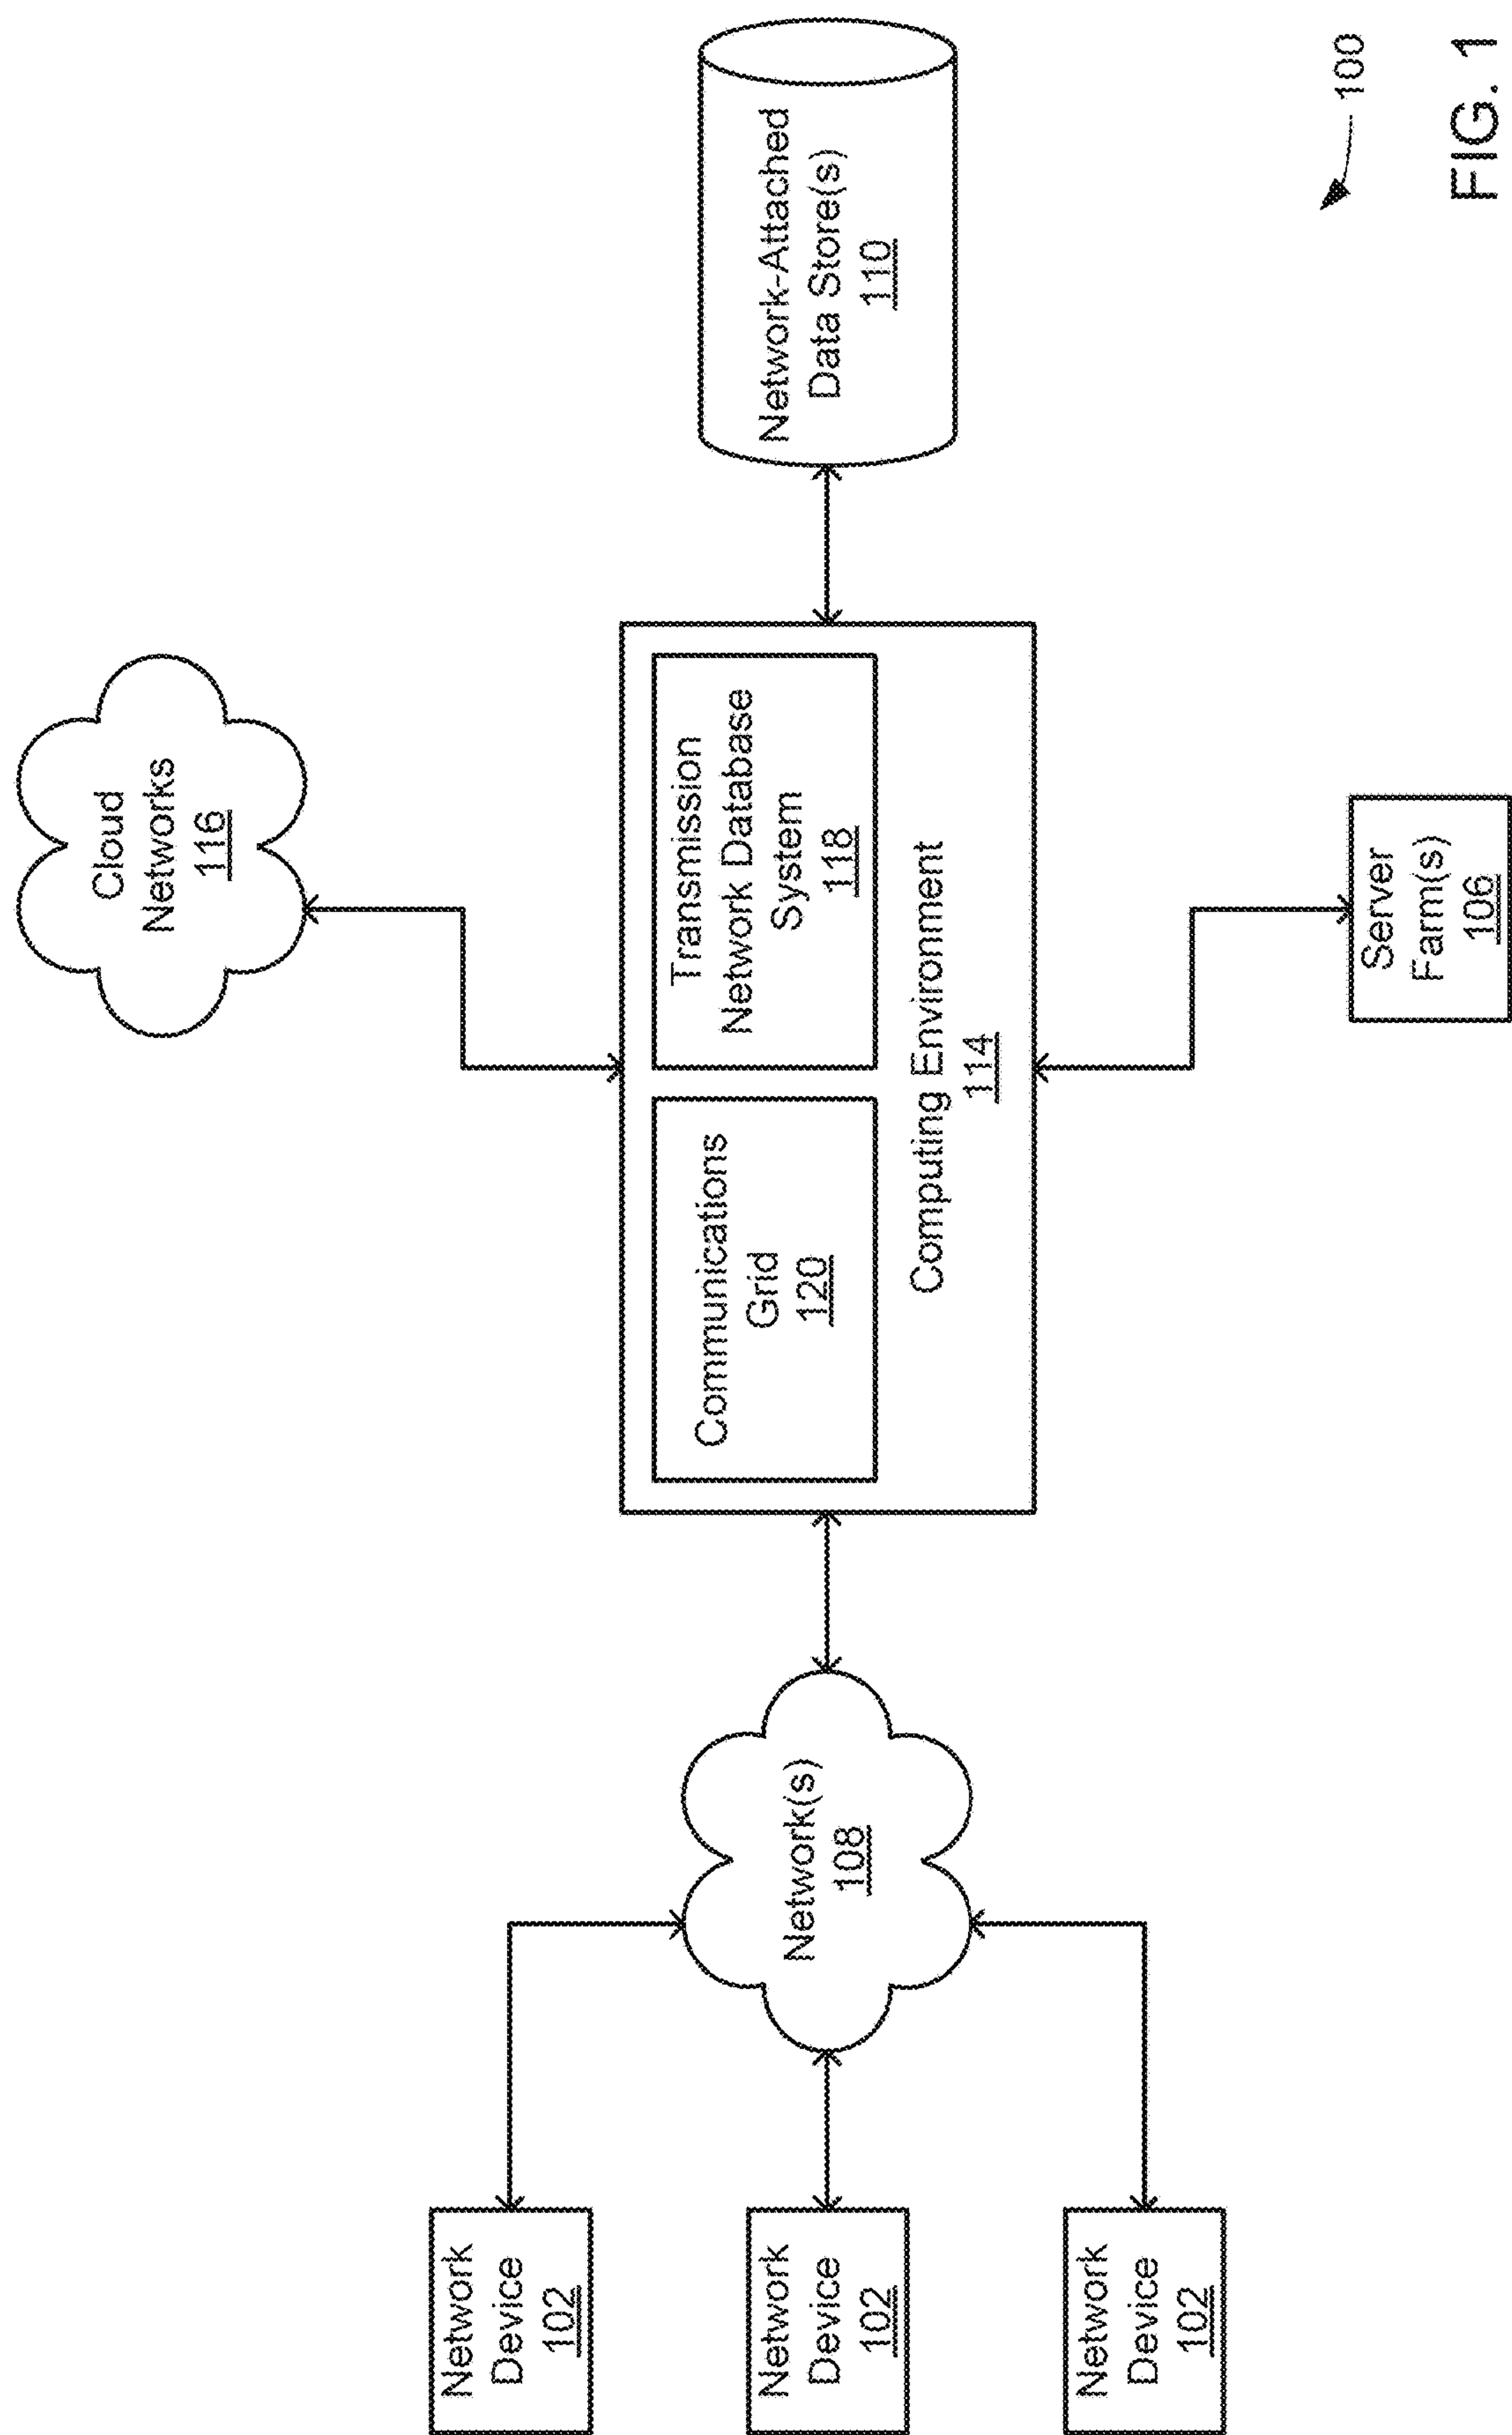 Cloud
Networks
116
Network
Device
102
Network
Device
102
Network
Device
102
Network(s)
108
Communications
Grid
120
Transmission
Network Database
System
118
Computing Environment
114
Network-Attached
Data Store(s)
110
Server
Farm(s)
106
100
FIG. 1